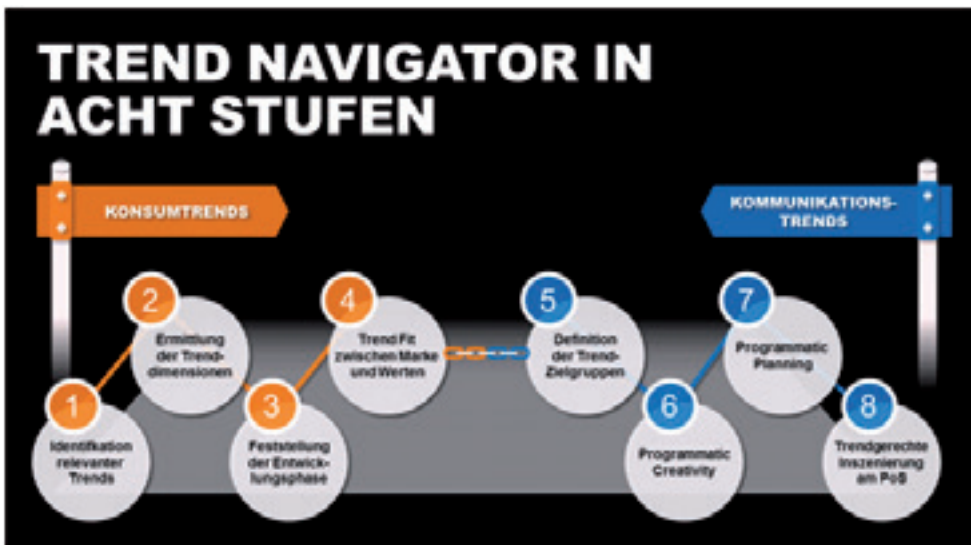 TREND NAVIGATOR IN
ACHT STUFEN
KONSUMTRENDS
KOMMUNIKATIONS-
TRENDS
1
Identifkation
relevanter
Trends
2
Ermittlung
der Trend-
dimensionen
3
Feststellung
der Entwick-
lungsphase
4
Trend Fit
zwischen Marke
und Werten
5
Definition
der Trend-
Zielgruppen
6
Programmatic
Creativity
7
Programmatic
Planning
8
Trendgerechte
Inszenierung
am PoS